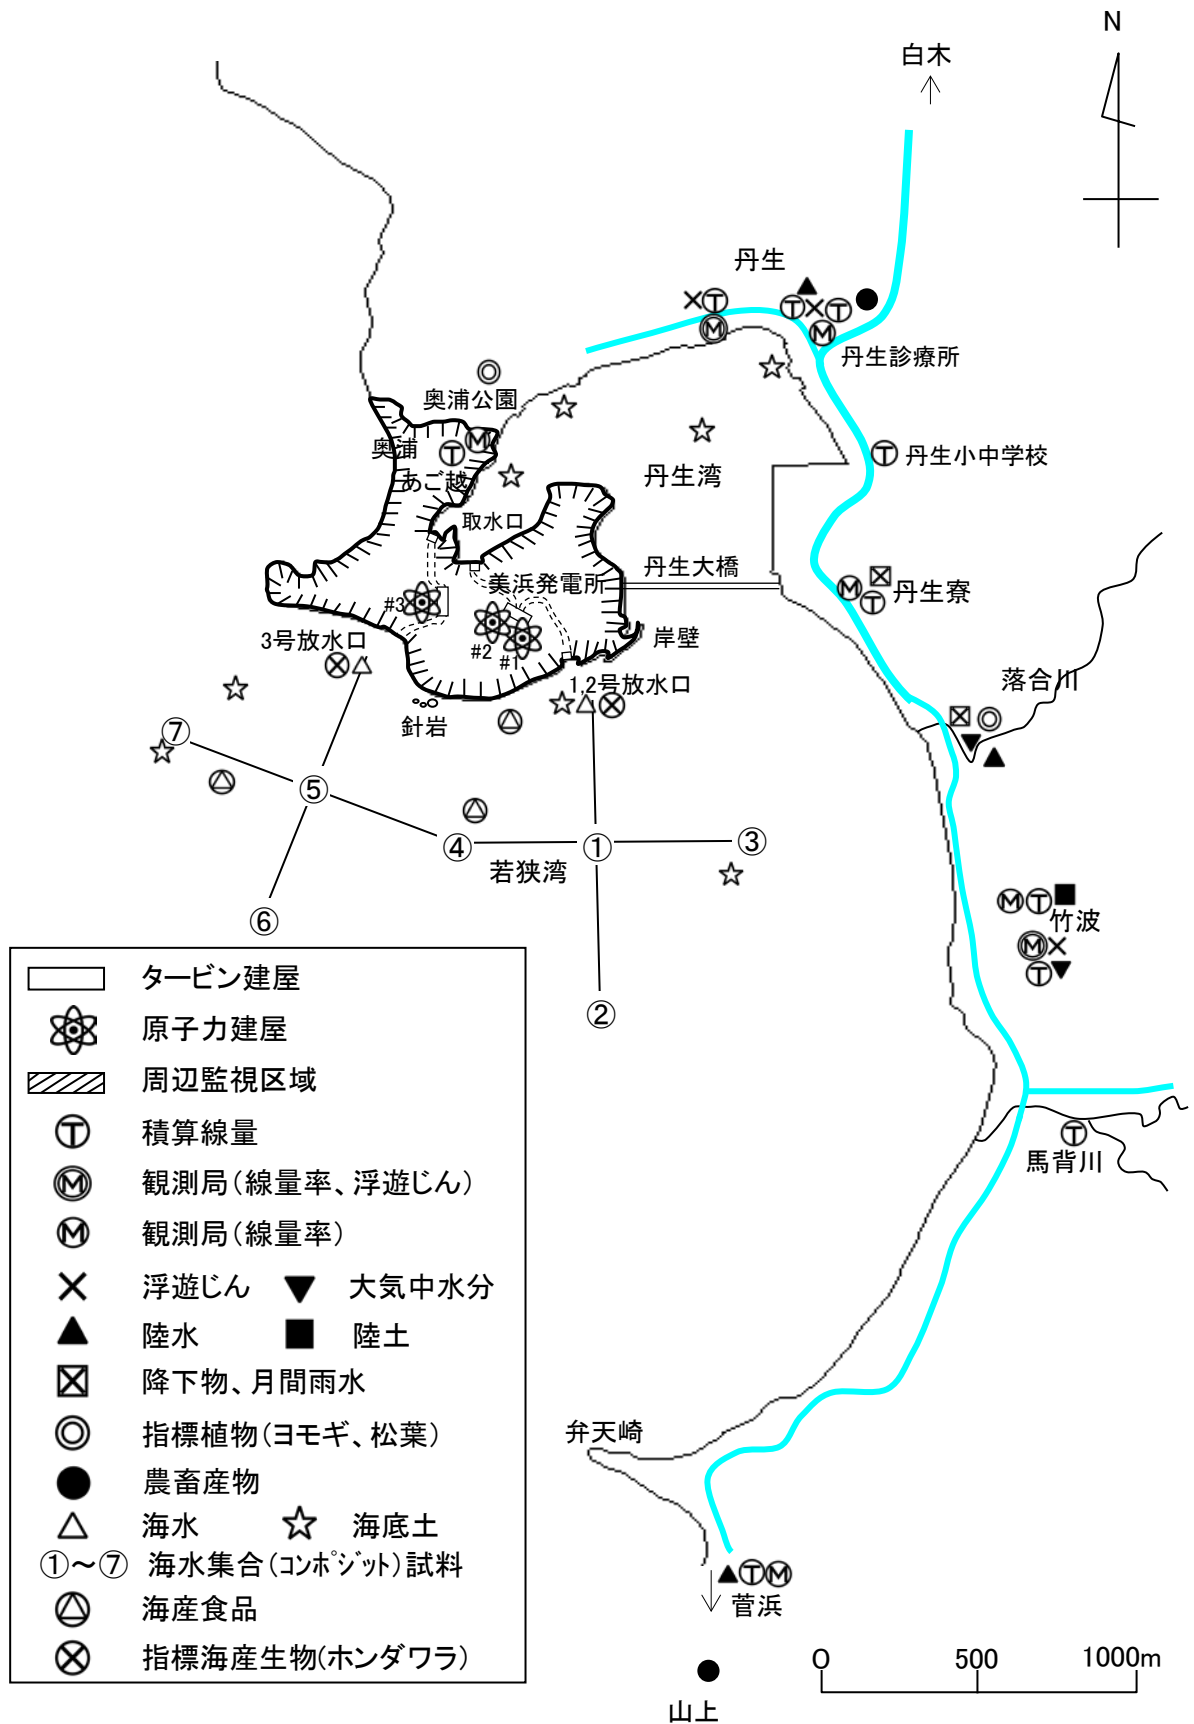 N
白木
丹生
丹生診療所
奥浦公園
奥浦
丹生小中学校
あご越
丹生湾
取水口
丹生大橋
美浜発電所
丹生寮
#3
#2
#1
3号放水口
岸壁
1,2号放水口
落合川
針岩
⑦
⑤
④
①
③
若狭湾
⑥
竹波
②
タービン建屋
原子力建屋
周辺監視区域
Ⓣ 積算線量
Ⓜ 観測局(線量率、浮遊じん)
Ⓜ 観測局(線量率)
浮遊じん 大気中水分
陸水 陸土
降下物、月間雨水
指標植物(ヨモギ、松葉)
農畜産物
海水 海底土
①～⑦ 海水集合(コンポジット)試料
海産食品
指標海産生物(ホンダワラ)
馬背川
弁天崎
菅浜
山上
0 500 1000m